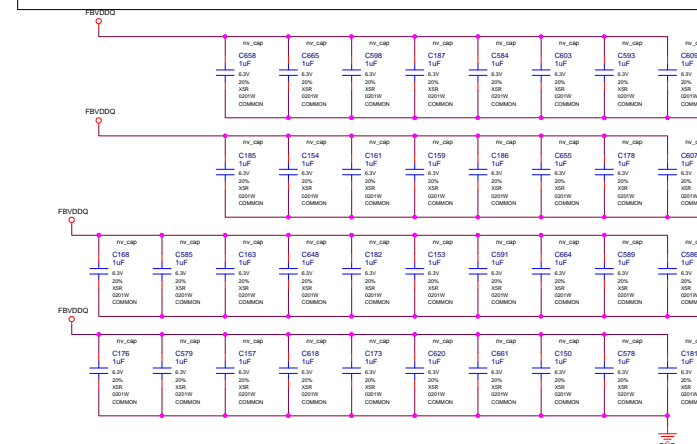 FBVDDQ
nv_cap nv_cap nv_cap nv_cap nv_cap nv_cap nv_cap
C658 C665 C598 C187 C584 C603 C593 C609
1uF 1uF 1uF 1uF 1uF 1uF 1uF 1uF
6.3V 6.3V 6.3V 6.3V 6.3V 6.3V 6.3V 6.3V
20% 20% 20% 20% 20% 20% 20% 20%
X5R X5R X5R X5R X5R X5R X5R X5R
0201W 0201W 0201W 0201W 0201W 0201W 0201W
COMMON COMMON COMMON COMMON COMMON COMMON COMMON
FBVDDQ
nv_cap nv_cap nv_cap nv_cap nv_cap nv_cap nv_cap
C185 C154 C161 C159 C186 C655 C178 C607
1uF 1uF 1uF 1uF 1uF 1uF 1uF 1uF
6.3V 6.3V 6.3V 6.3V 6.3V 6.3V 6.3V 6.3V
20% 20% 20% 20% 20% 20% 20% 20%
X5R X5R X5R X5R X5R X5R X5R X5R
0201W 0201W 0201W 0201W 0201W 0201W 0201W
COMMON COMMON COMMON COMMON COMMON COMMON COMMON
FBVDDQ
nv_cap nv_cap nv_cap nv_cap nv_cap nv_cap nv_cap nv_cap nv_cap
C168 C585 C163 C648 C182 C153 C591 C664 C589 C586
1uF 1uF 1uF 1uF 1uF 1uF 1uF 1uF 1uF 1uF
6.3V 6.3V 6.3V 6.3V 6.3V 6.3V 6.3V 6.3V 6.3V 6.3V
20% 20% 20% 20% 20% 20% 20% 20% 20% 20%
X5R X5R X5R X5R X5R X5R X5R X5R X5R X5R
0201W 0201W 0201W 0201W 0201W 0201W 0201W 0201W 0201W
COMMON COMMON COMMON COMMON COMMON COMMON COMMON COMMON COMMON
FBVDDQ
nv_cap nv_cap nv_cap nv_cap nv_cap nv_cap nv_cap nv_cap nv_cap
C176 C579 C157 C618 C173 C620 C661 C150 C578 C181
1uF 1uF 1uF 1uF 1uF 1uF 1uF 1uF 1uF 1uF
6.3V 6.3V 6.3V 6.3V 6.3V 6.3V 6.3V 6.3V 6.3V 6.3V
20% 20% 20% 20% 20% 20% 20% 20% 20% 20%
X5R X5R X5R X5R X5R X5R X5R X5R X5R X5R
0201W 0201W 0201W 0201W 0201W 0201W 0201W 0201W 0201W
COMMON COMMON COMMON COMMON COMMON COMMON COMMON COMMON COMMON